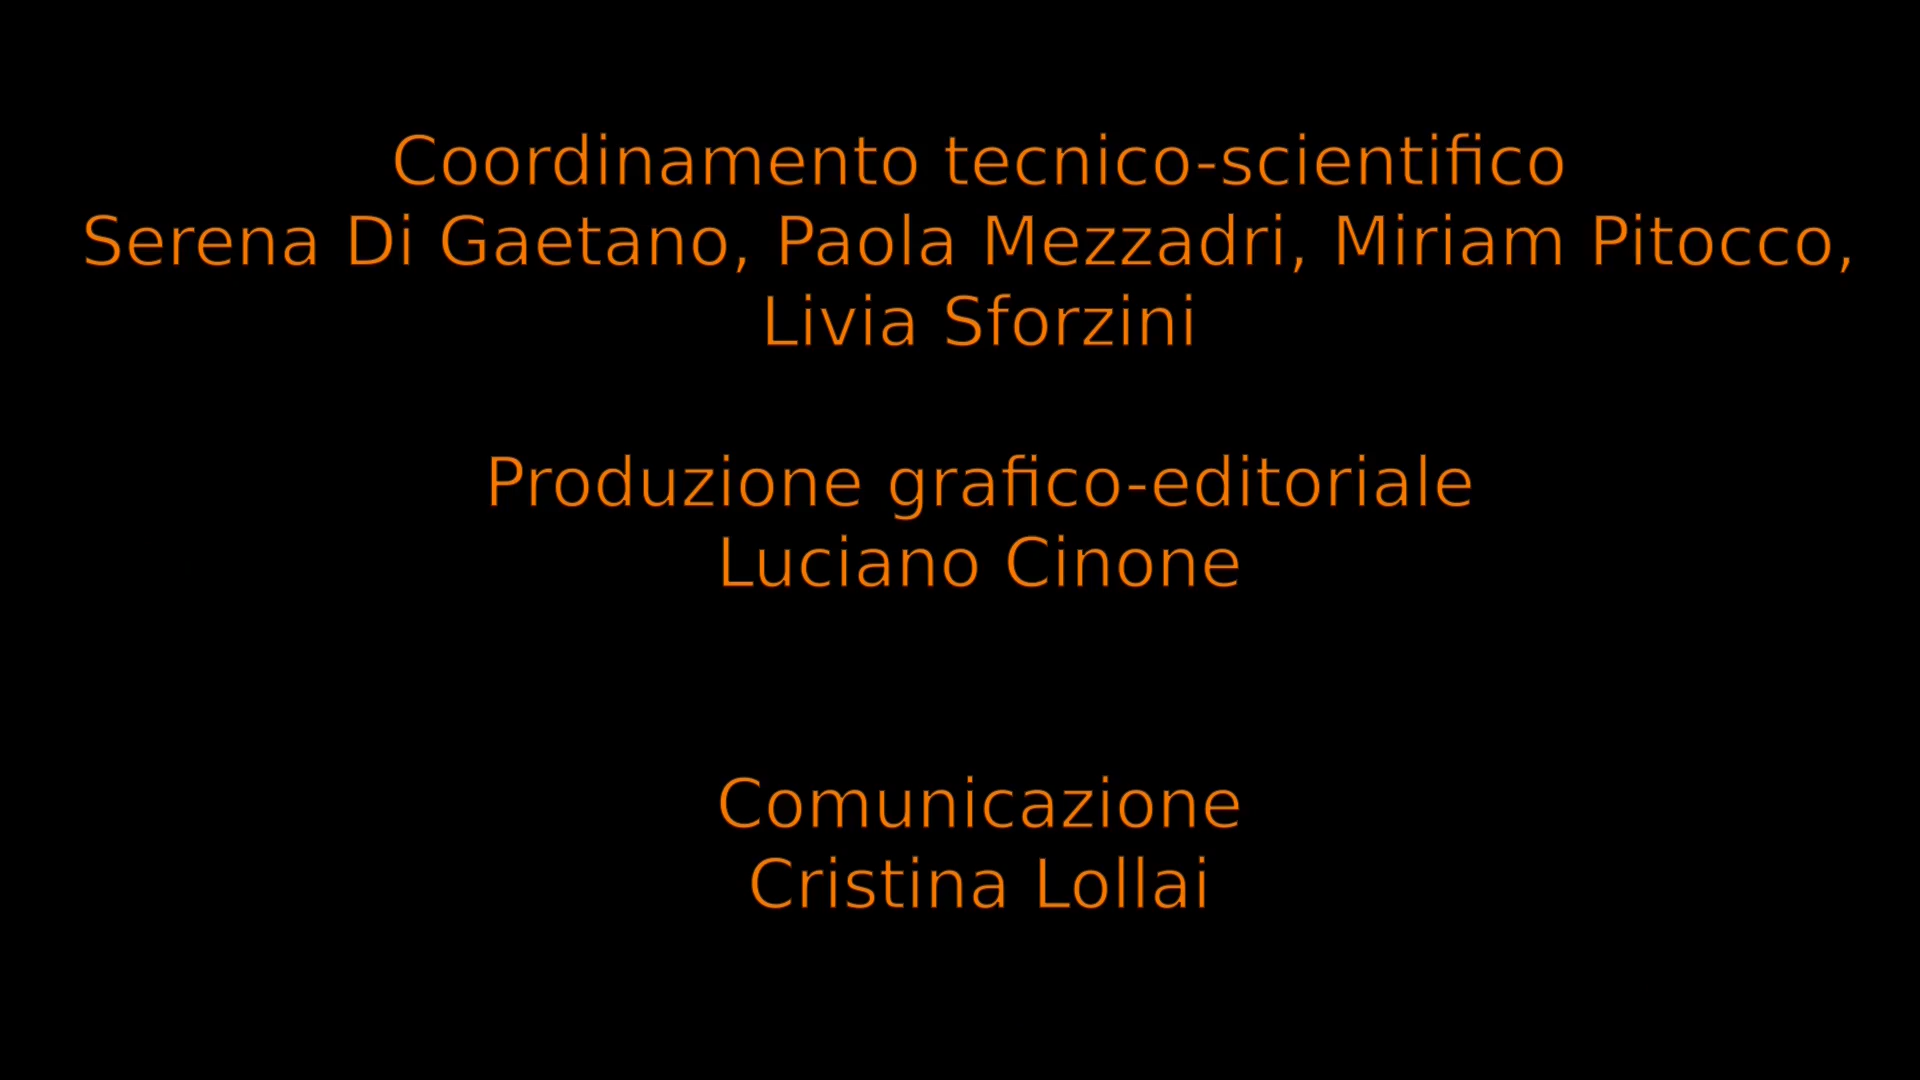 Coordinamento tecnico-scientifico
Serena Di Gaetano, Paola Mezzadri, Miriam Pitocco,
Livia Sforzini
Produzione grafico-editoriale
Luciano Cinone
Comunicazione
Cristina Lollai